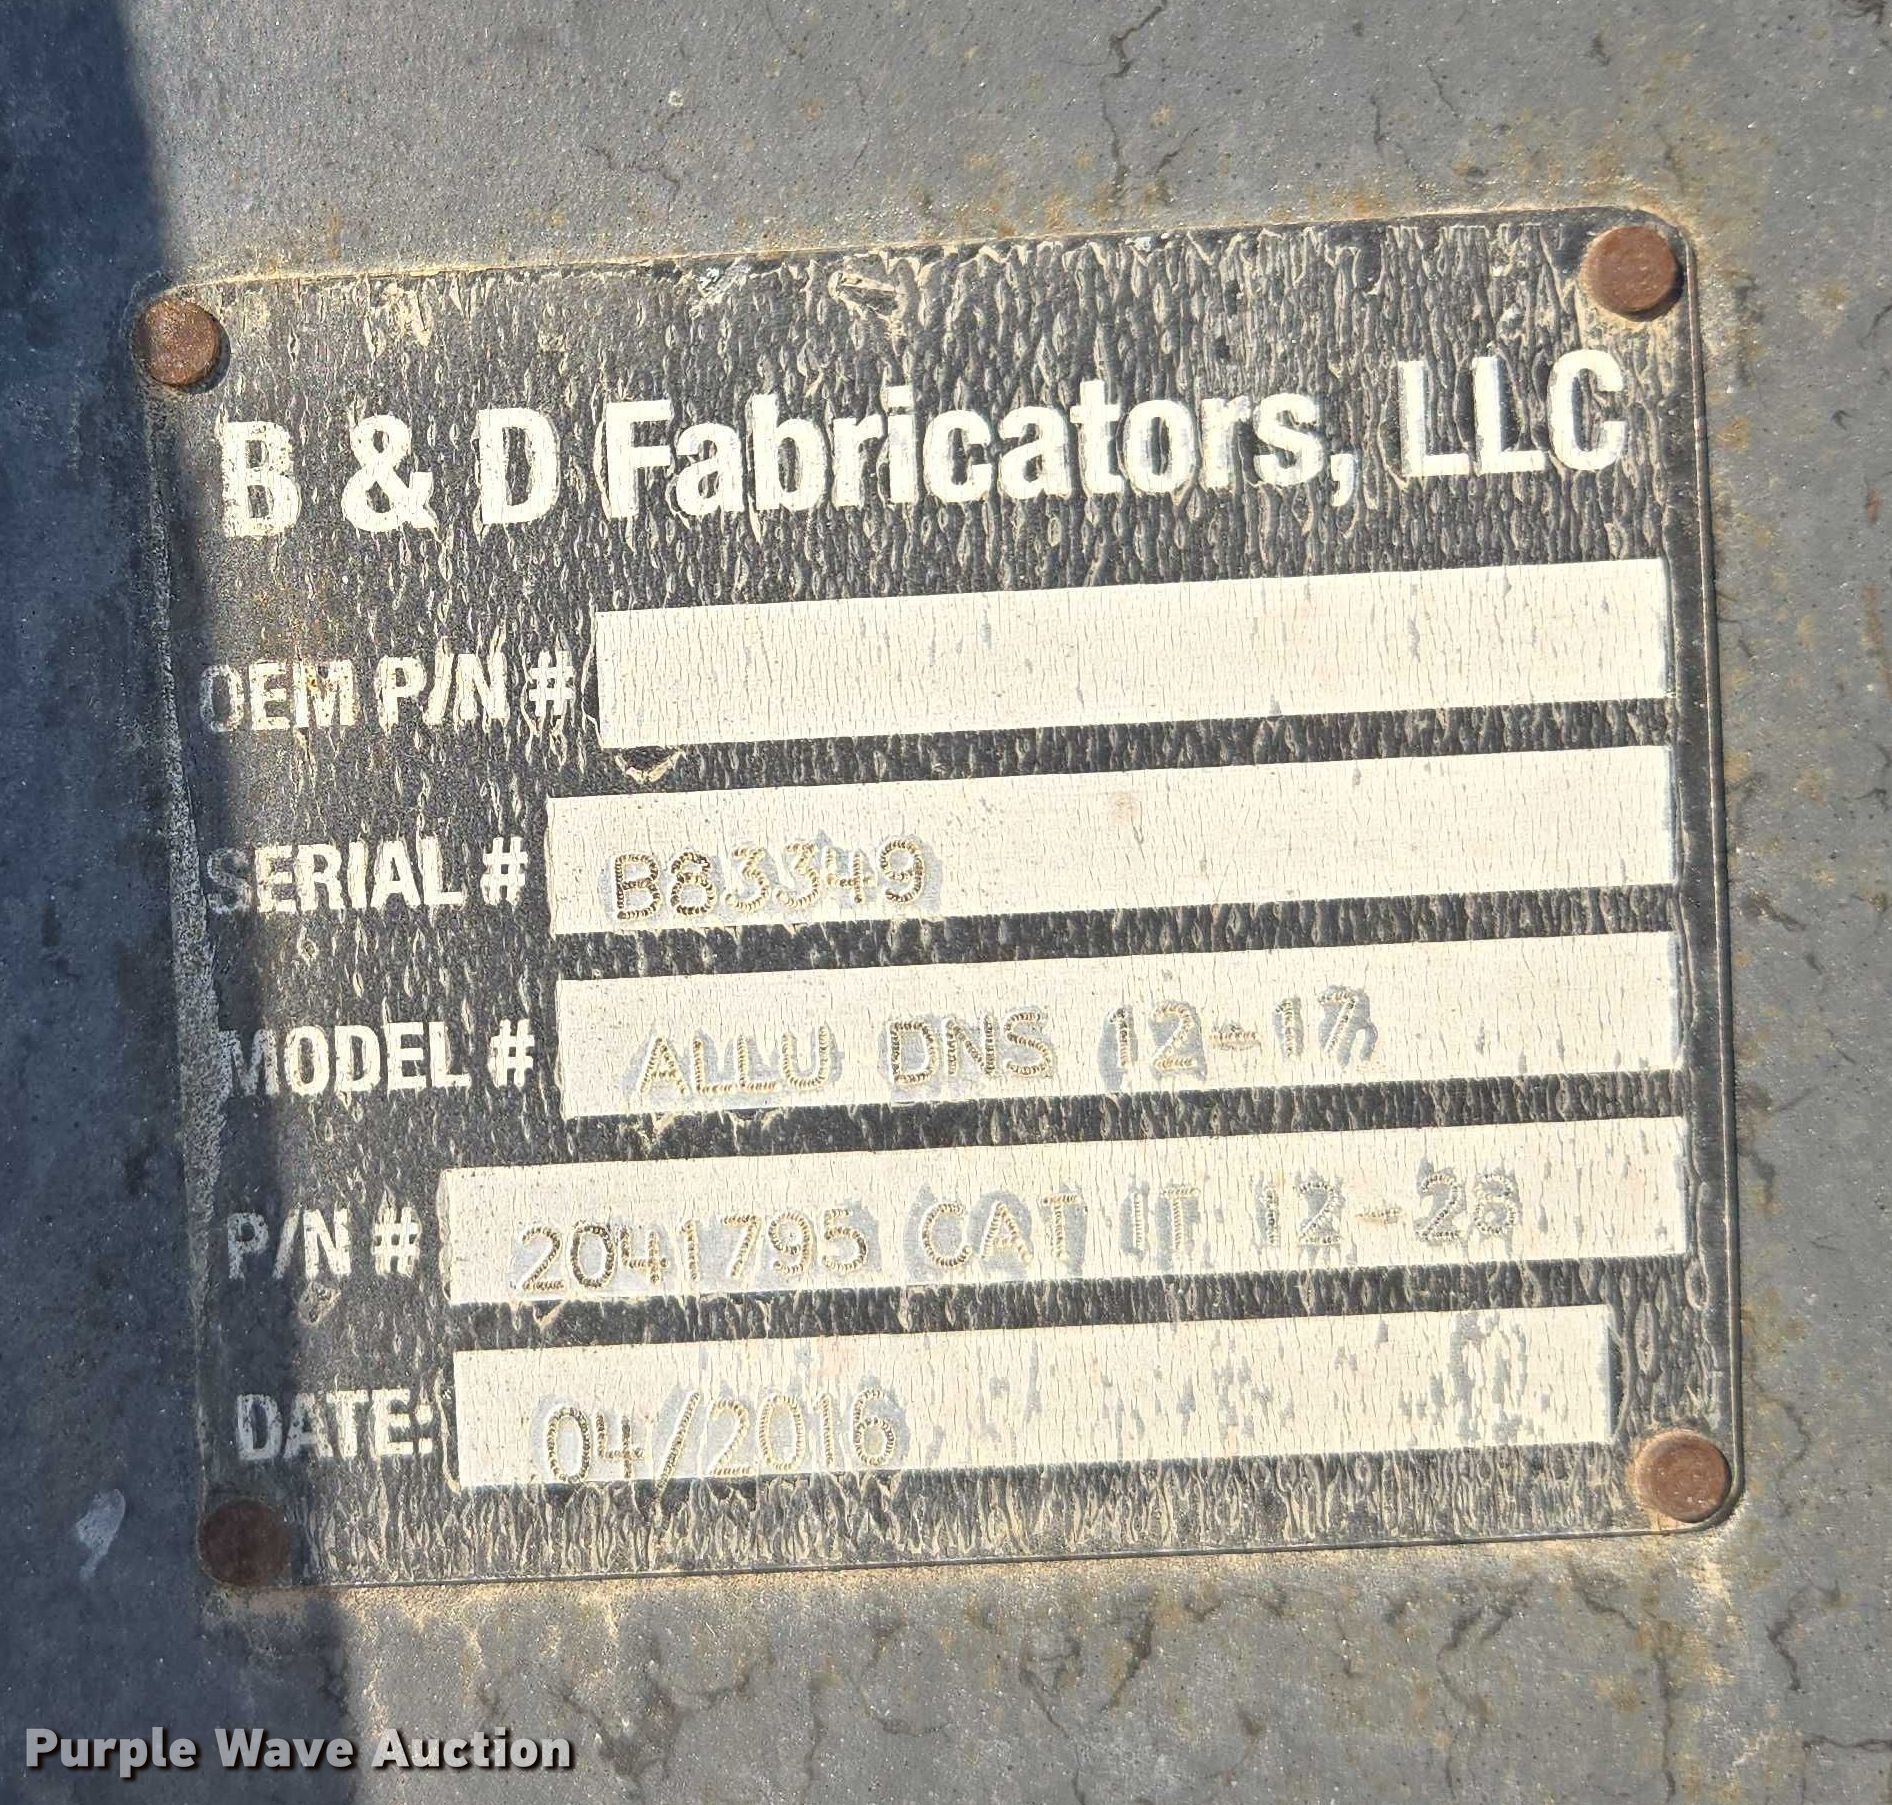 B & D Fabricators, LLC
OEM P/N #
SERIAL # B83349
MODEL # ALLU DNS 12-17
P/N # 2041795 CAT IT 12-28
DATE: 04/2016
Purple Wave Auction